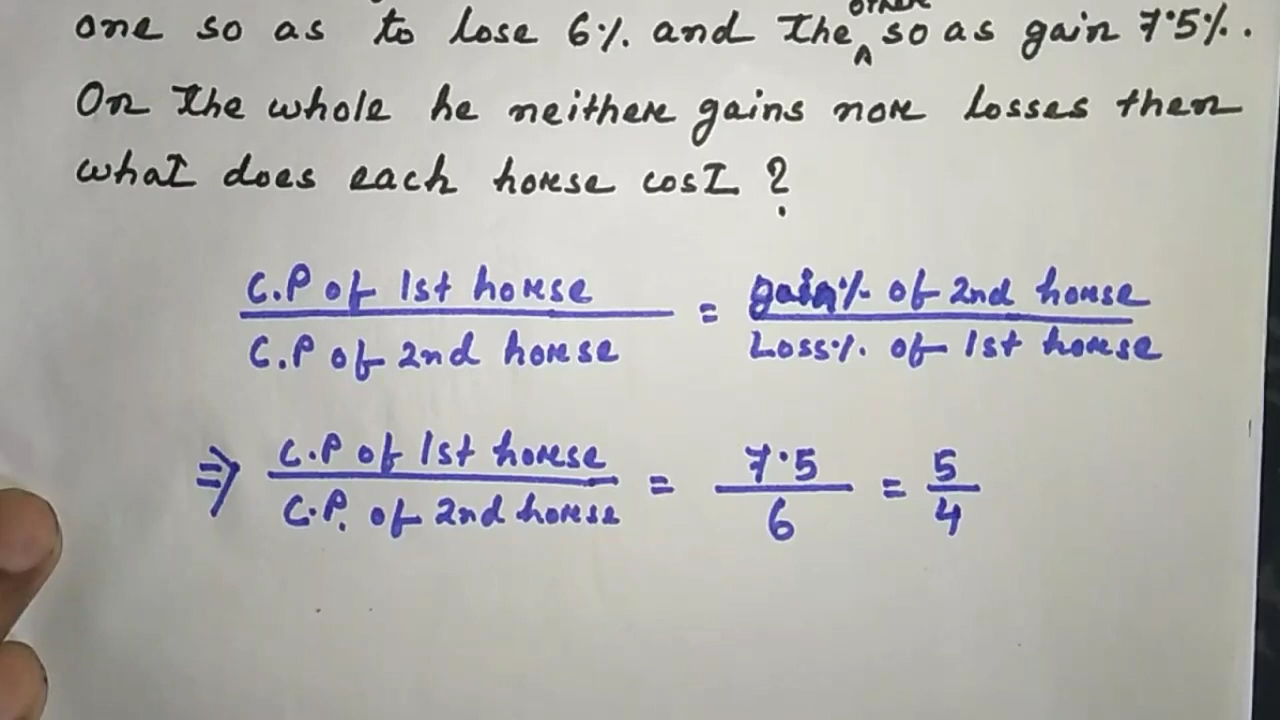 other
one so as to lose 6%. and the so as gain 7.5%.
On the whole he neither gains nor losses then
what does each horse cost ?
C.P of 1st horse / C.P of 2nd horse = gain% of 2nd horse / Loss%. of 1st horse
⇒ C.P of 1st horse / C.P. of 2nd horse = 7.5 / 6 = 5 / 4